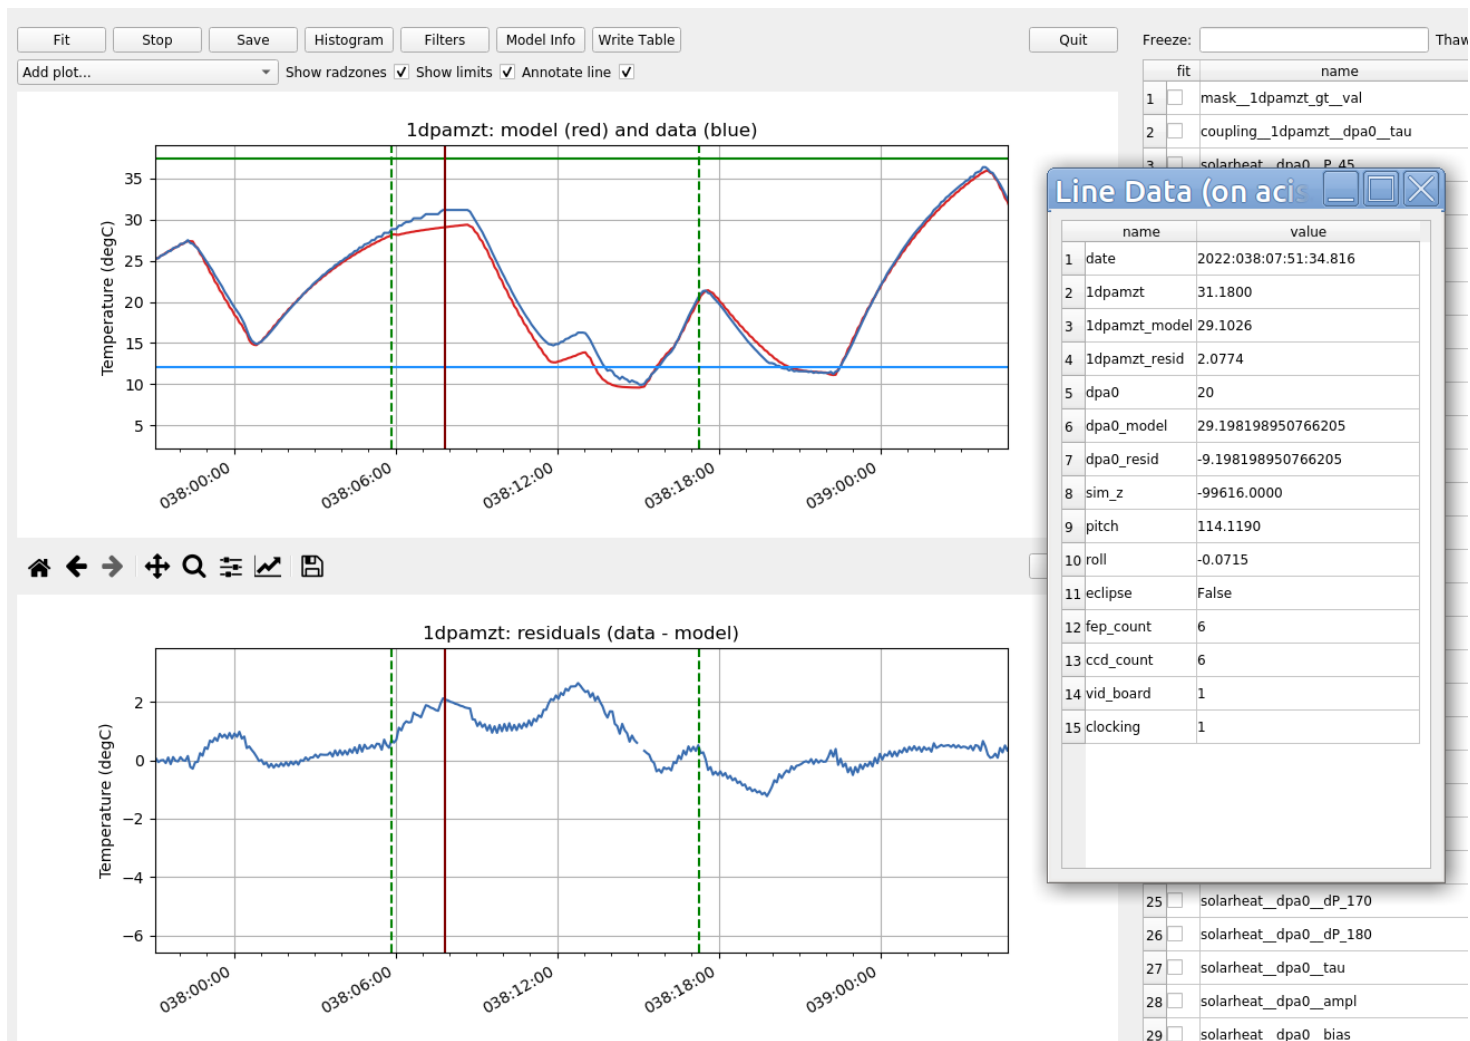 Fit Stop Save Histogram Filters Model Info Write Table Quit Freeze:
Add plot... Show radzones Show limits Annotate line
fit name
1 mask__1dpamzt_gt__val
2 coupling__1dpamzt__dpa0__tau
3 solarheat__dpa0__P_45
1dpamzt: model (red) and data (blue)
Temperature (degC)
35
30
25
20
15
10
5
038:00:00 038:06:00 038:12:00 038:18:00 039:00:00
Line Data (on acis
name value
1 date 2022:038:07:51:34.816
2 1dpamzt 31.1800
3 1dpamzt_model 29.1026
4 1dpamzt_resid 2.0774
5 dpa0 20
6 dpa0_model 29.198198950766205
7 dpa0_resid -9.198198950766205
8 sim_z -99616.0000
9 pitch 114.1190
10 roll -0.0715
11 eclipse False
12 fep_count 6
13 ccd_count 6
14 vid_board 1
15 clocking 1
1dpamzt: residuals (data - model)
Temperature (degC)
2
0
−2
−4
−6
038:00:00 038:06:00 038:12:00 038:18:00 039:00:00
25 solarheat__dpa0__dP_170
26 solarheat__dpa0__dP_180
27 solarheat__dpa0__tau
28 solarheat__dpa0__ampl
29 solarheat__dpa0__bias